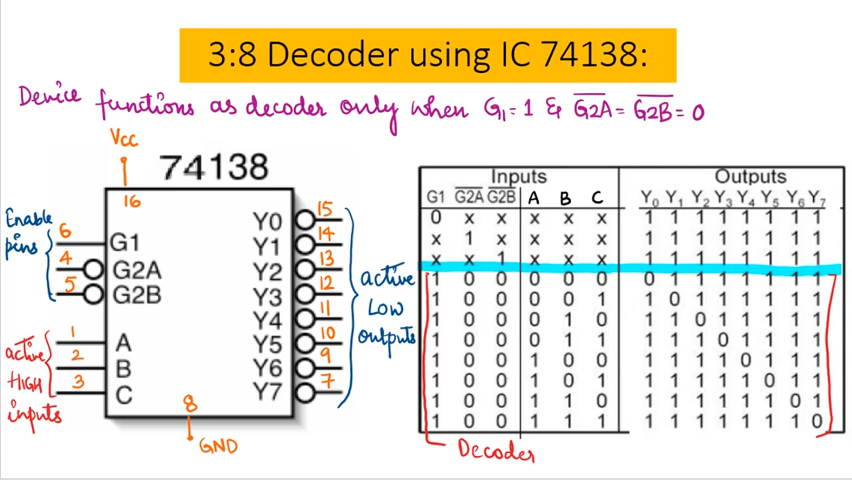 3:8 Decoder using IC 74138:
Device functions as decoder only when G1 = 1 & G̅2̅A̅ = G̅2̅B̅ = 0
Vcc
74138
16
Enable pins
6 G1
4 G2A
5 G2B
active HIGH inputs
1 A
2 B
3 C
8
GND
Y0 15
Y1 14
Y2 13
Y3 12
Y4 11
Y5 10
Y6 9
Y7 7
active LOW outputs
Inputs Outputs
G1 G̅2̅A̅ G̅2̅B̅ A B C Y0 Y1 Y2 Y3 Y4 Y5 Y6 Y7
0 x x x x x 1 1 1 1 1 1 1 1
x 1 x x x x 1 1 1 1 1 1 1 1
x x 1 x x x 1 1 1 1 1 1 1 1
1 0 0 0 0 0 0 1 1 1 1 1 1 1
1 0 0 0 0 1 1 0 1 1 1 1 1 1
1 0 0 0 1 0 1 1 0 1 1 1 1 1
1 0 0 0 1 1 1 1 1 0 1 1 1 1
1 0 0 1 0 0 1 1 1 1 0 1 1 1
1 0 0 1 0 1 1 1 1 1 1 0 1 1
1 0 0 1 1 0 1 1 1 1 1 1 0 1
1 0 0 1 1 1 1 1 1 1 1 1 1 0
Decoder